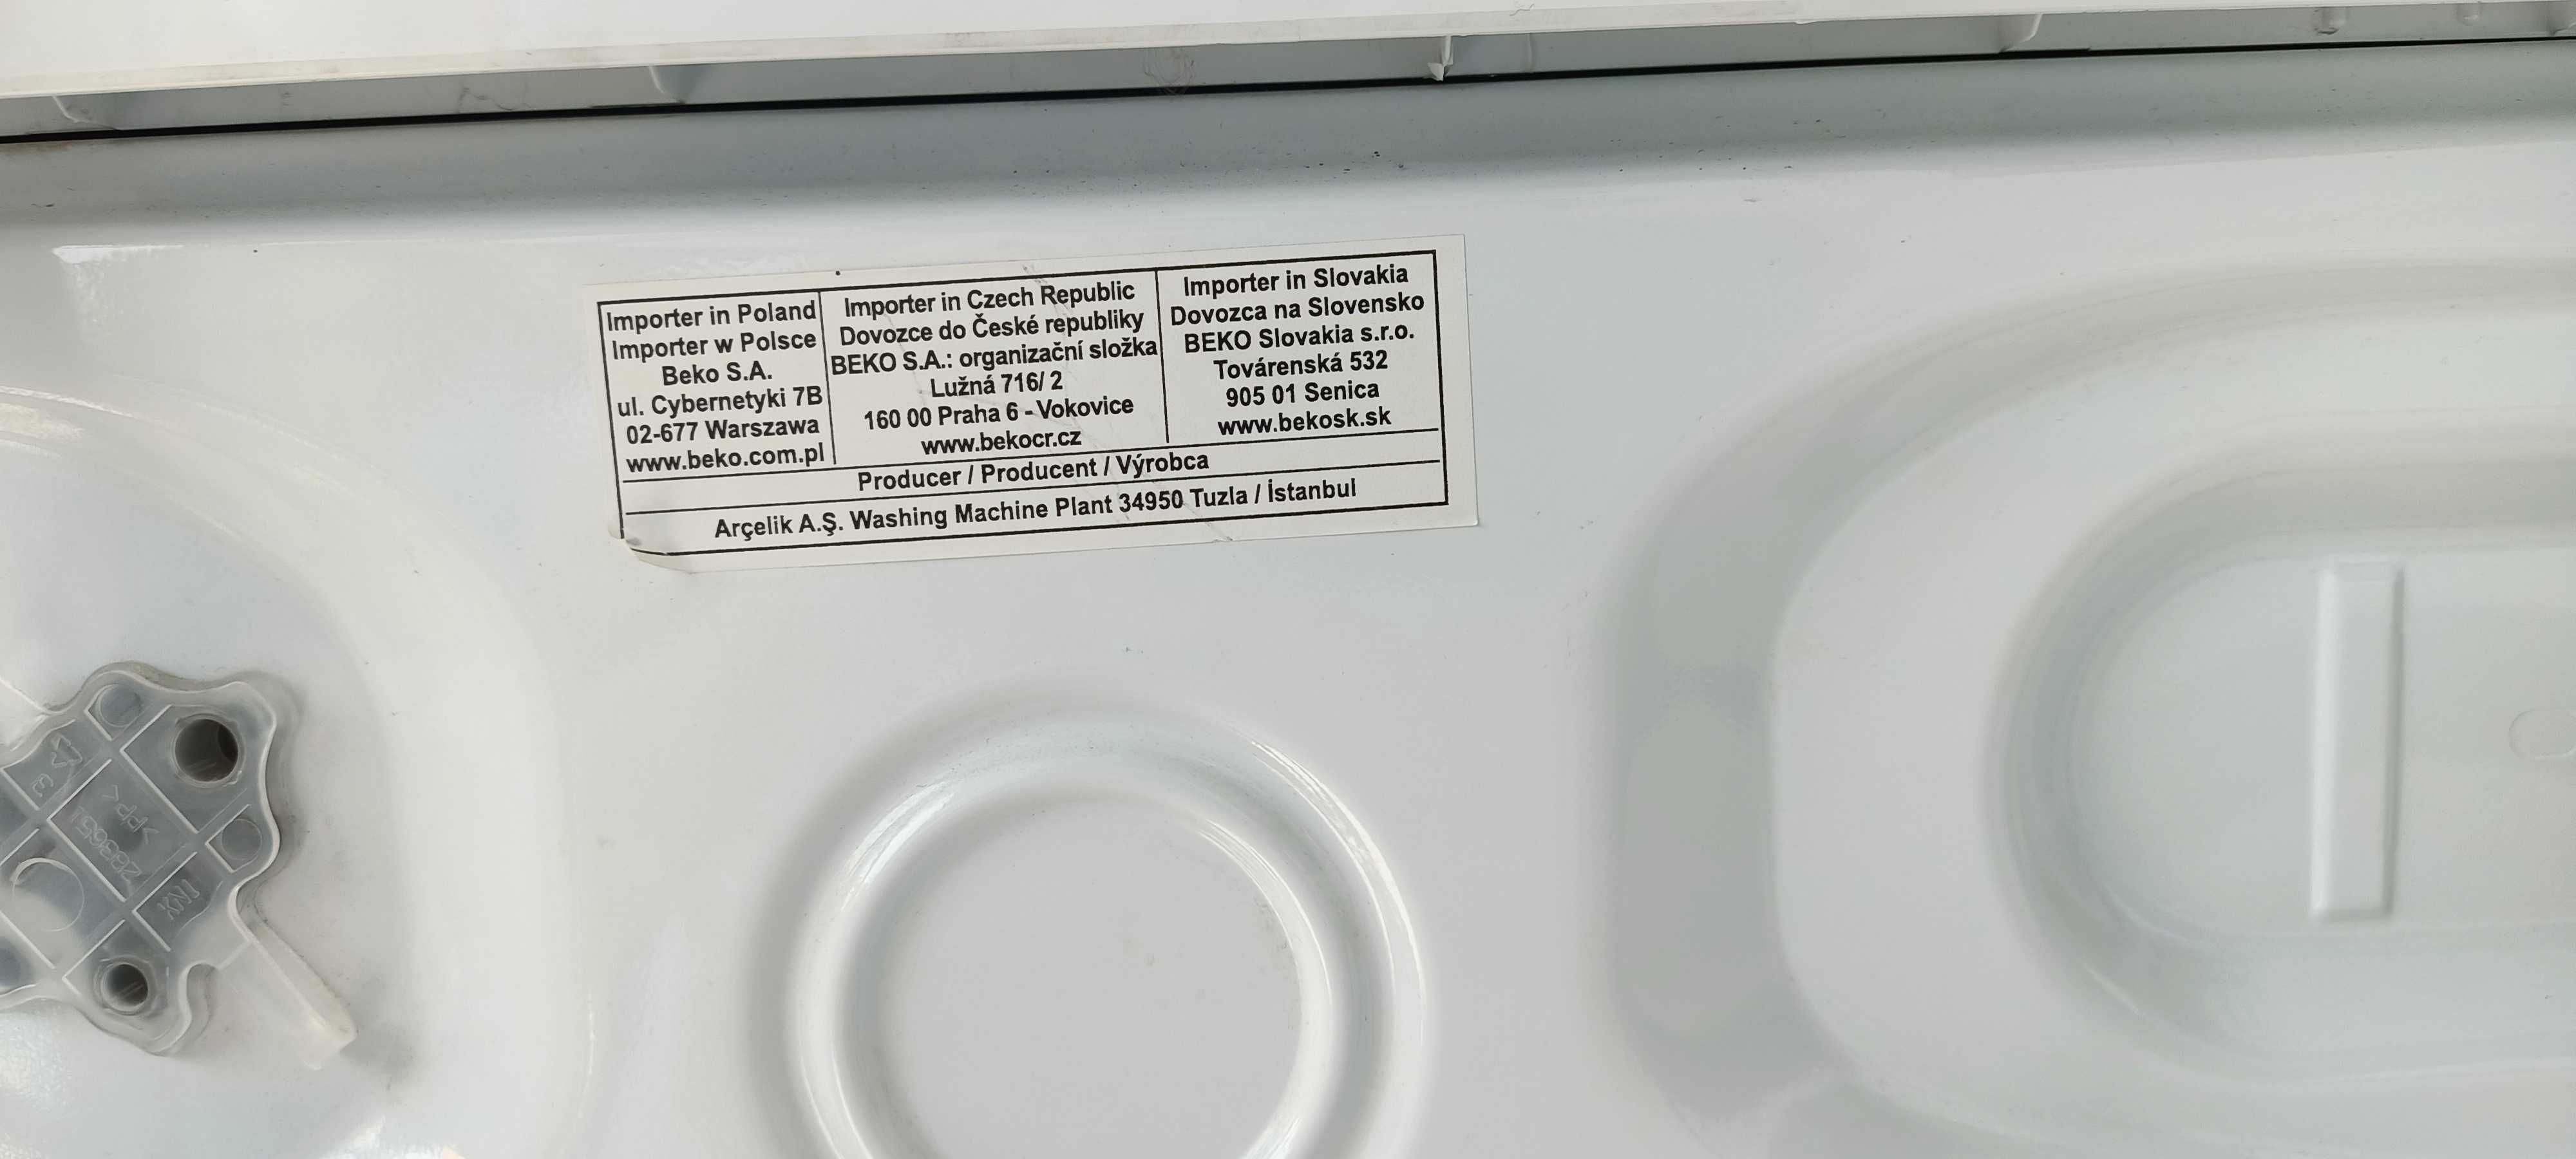 Importer in Poland
Importer w Polsce
Beko S.A.
ul. Cybernetyki 7B
02-677 Warszawa
www.beko.com.pl
Importer in Czech Republic
Dovozce do České republiky
BEKO S.A.: organizační složka
Lužná 716/ 2
160 00 Praha 6 - Vokovice
www.bekocr.cz
Importer in Slovakia
Dovozca na Slovensko
BEKO Slovakia s.r.o.
Továrenská 532
905 01 Senica
www.bekosk.sk
Producer / Producent / Výrobca
Arçelik A.Ş. Washing Machine Plant 34950 Tuzla / İstanbul
>PP<